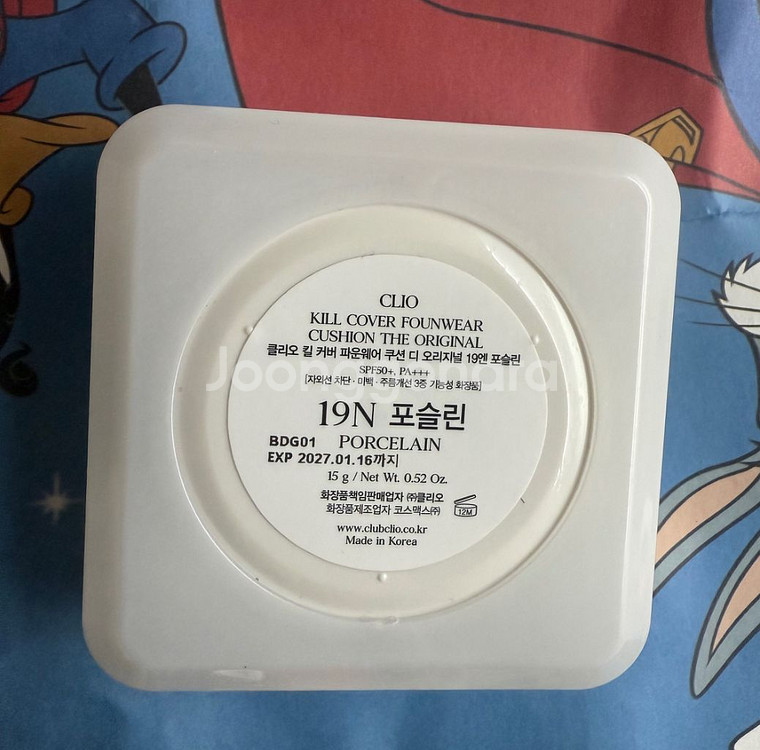 CLIO
KILL COVER FOUNWEAR
CUSHION THE ORIGINAL
클리오 킬 커버 파운웨어 쿠션 디 오리지널 19엔 포슬린
SPF50+, PA+++
[자외선 차단 · 미백 · 주름개선 3중 기능성 화장품]
Joonggonara
19N 포슬린
BDG01 PORCELAIN
EXP 2027.01.16까지
15 g / Net Wt. 0.52 Oz.
화장품책임판매업자 ㈜클리오
화장품제조업자 코스맥스㈜
12M
www.clubclio.co.kr
Made in Korea